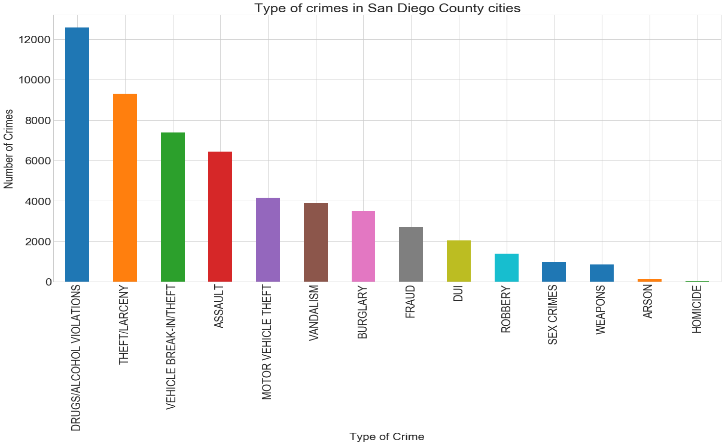 Type of crimes in San Diego County cities
Number of Crimes
12000
10000
8000
6000
4000
2000
0
DRUGS/ALCOHOL VIOLATIONS
THEFT/LARCENY
VEHICLE BREAK-IN/THEFT
ASSAULT
MOTOR VEHICLE THEFT
VANDALISM
BURGLARY
FRAUD
DUI
ROBBERY
SEX CRIMES
WEAPONS
ARSON
HOMICIDE
Type of Crime